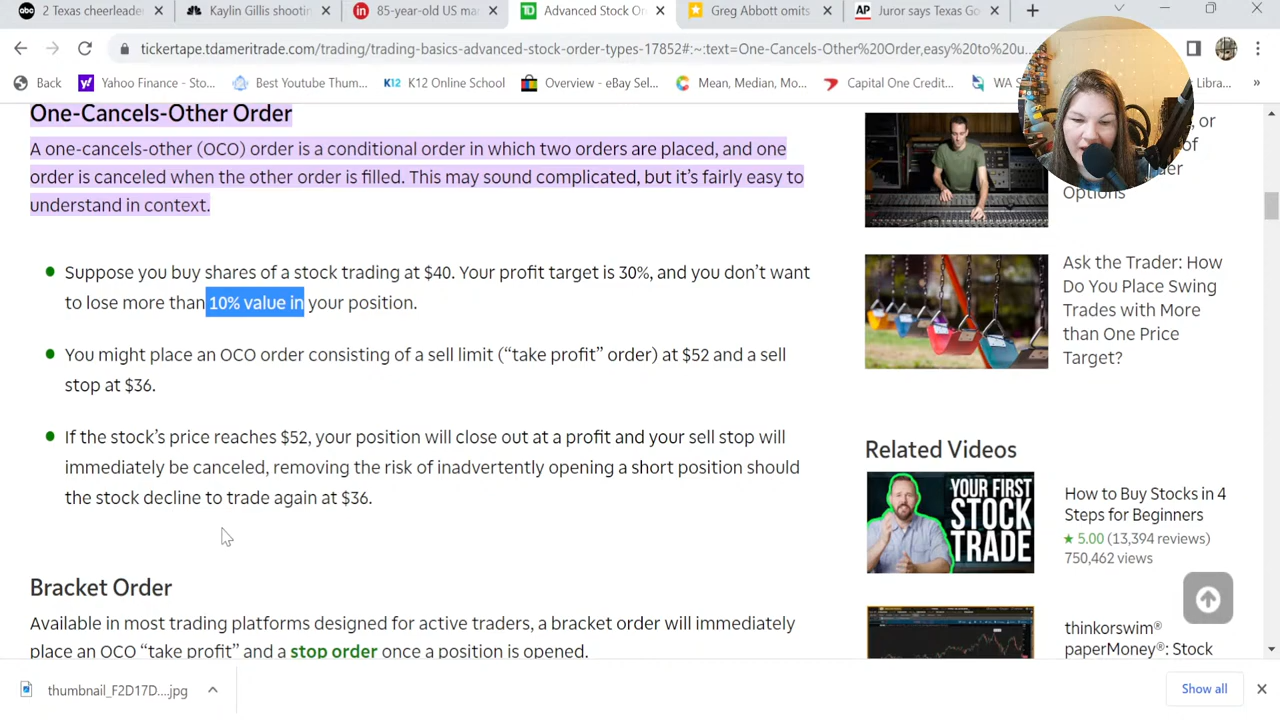 abc 2 Texas cheerleade
Kaylin Gillis shooti
in 85-year-old US ma
TD Advanced Stock O
Greg Abbott omits
AP Juror says Texas Go
tickertape.tdameritrade.com/trading/trading-basics-advanced-stock-order-types-17852#:~:text=One-Cancels-Other%20Order,easy%20to%20u...
Back
Yahoo Finance - Sto...
Best Youtube Thum...
K12 K12 Online School
Overview - eBay Sel...
Mean, Median, Mo...
Capital One Credit...
WA S
Libra...
»
One-Cancels-Other Order
A one-cancels-other (OCO) order is a conditional order in which two orders are placed, and one
order is canceled when the other order is filled. This may sound complicated, but it's fairly easy to
understand in context.
Suppose you buy shares of a stock trading at $40. Your profit target is 30%, and you don't want
to lose more than 10% value in your position.
You might place an OCO order consisting of a sell limit ("take profit" order) at $52 and a sell
stop at $36.
If the stock's price reaches $52, your position will close out at a profit and your sell stop will
immediately be canceled, removing the risk of inadvertently opening a short position should
the stock decline to trade again at $36.
Bracket Order
Available in most trading platforms designed for active traders, a bracket order will immediately
place an OCO "take profit" and a stop order once a position is opened.
, or
of
der
Options
Ask the Trader: How
Do You Place Swing
Trades with More
than One Price
Target?
Related Videos
YOUR FIRST
STOCK
TRADE
How to Buy Stocks in 4
Steps for Beginners
★ 5.00 (13,394 reviews)
750,462 views
thinkorswim®
paperMoney®: Stock
thumbnail_F2D17D....jpg
Show all